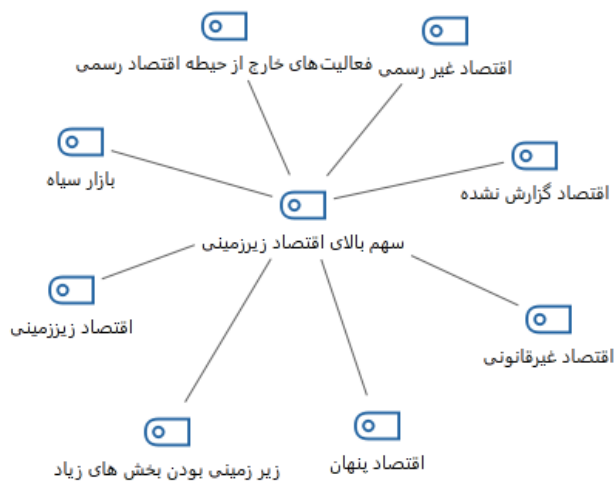 اقتصاد غیر رسمی
فعالیت‌های خارج از حیطه اقتصاد رسمی
بازار سیاه
اقتصاد گزارش نشده
سهم بالای اقتصاد زیرزمینی
اقتصاد زیززمینی
اقتصاد غیرقانونی
اقتصاد پنهان
زیر زمینی بودن بخش های زیاد